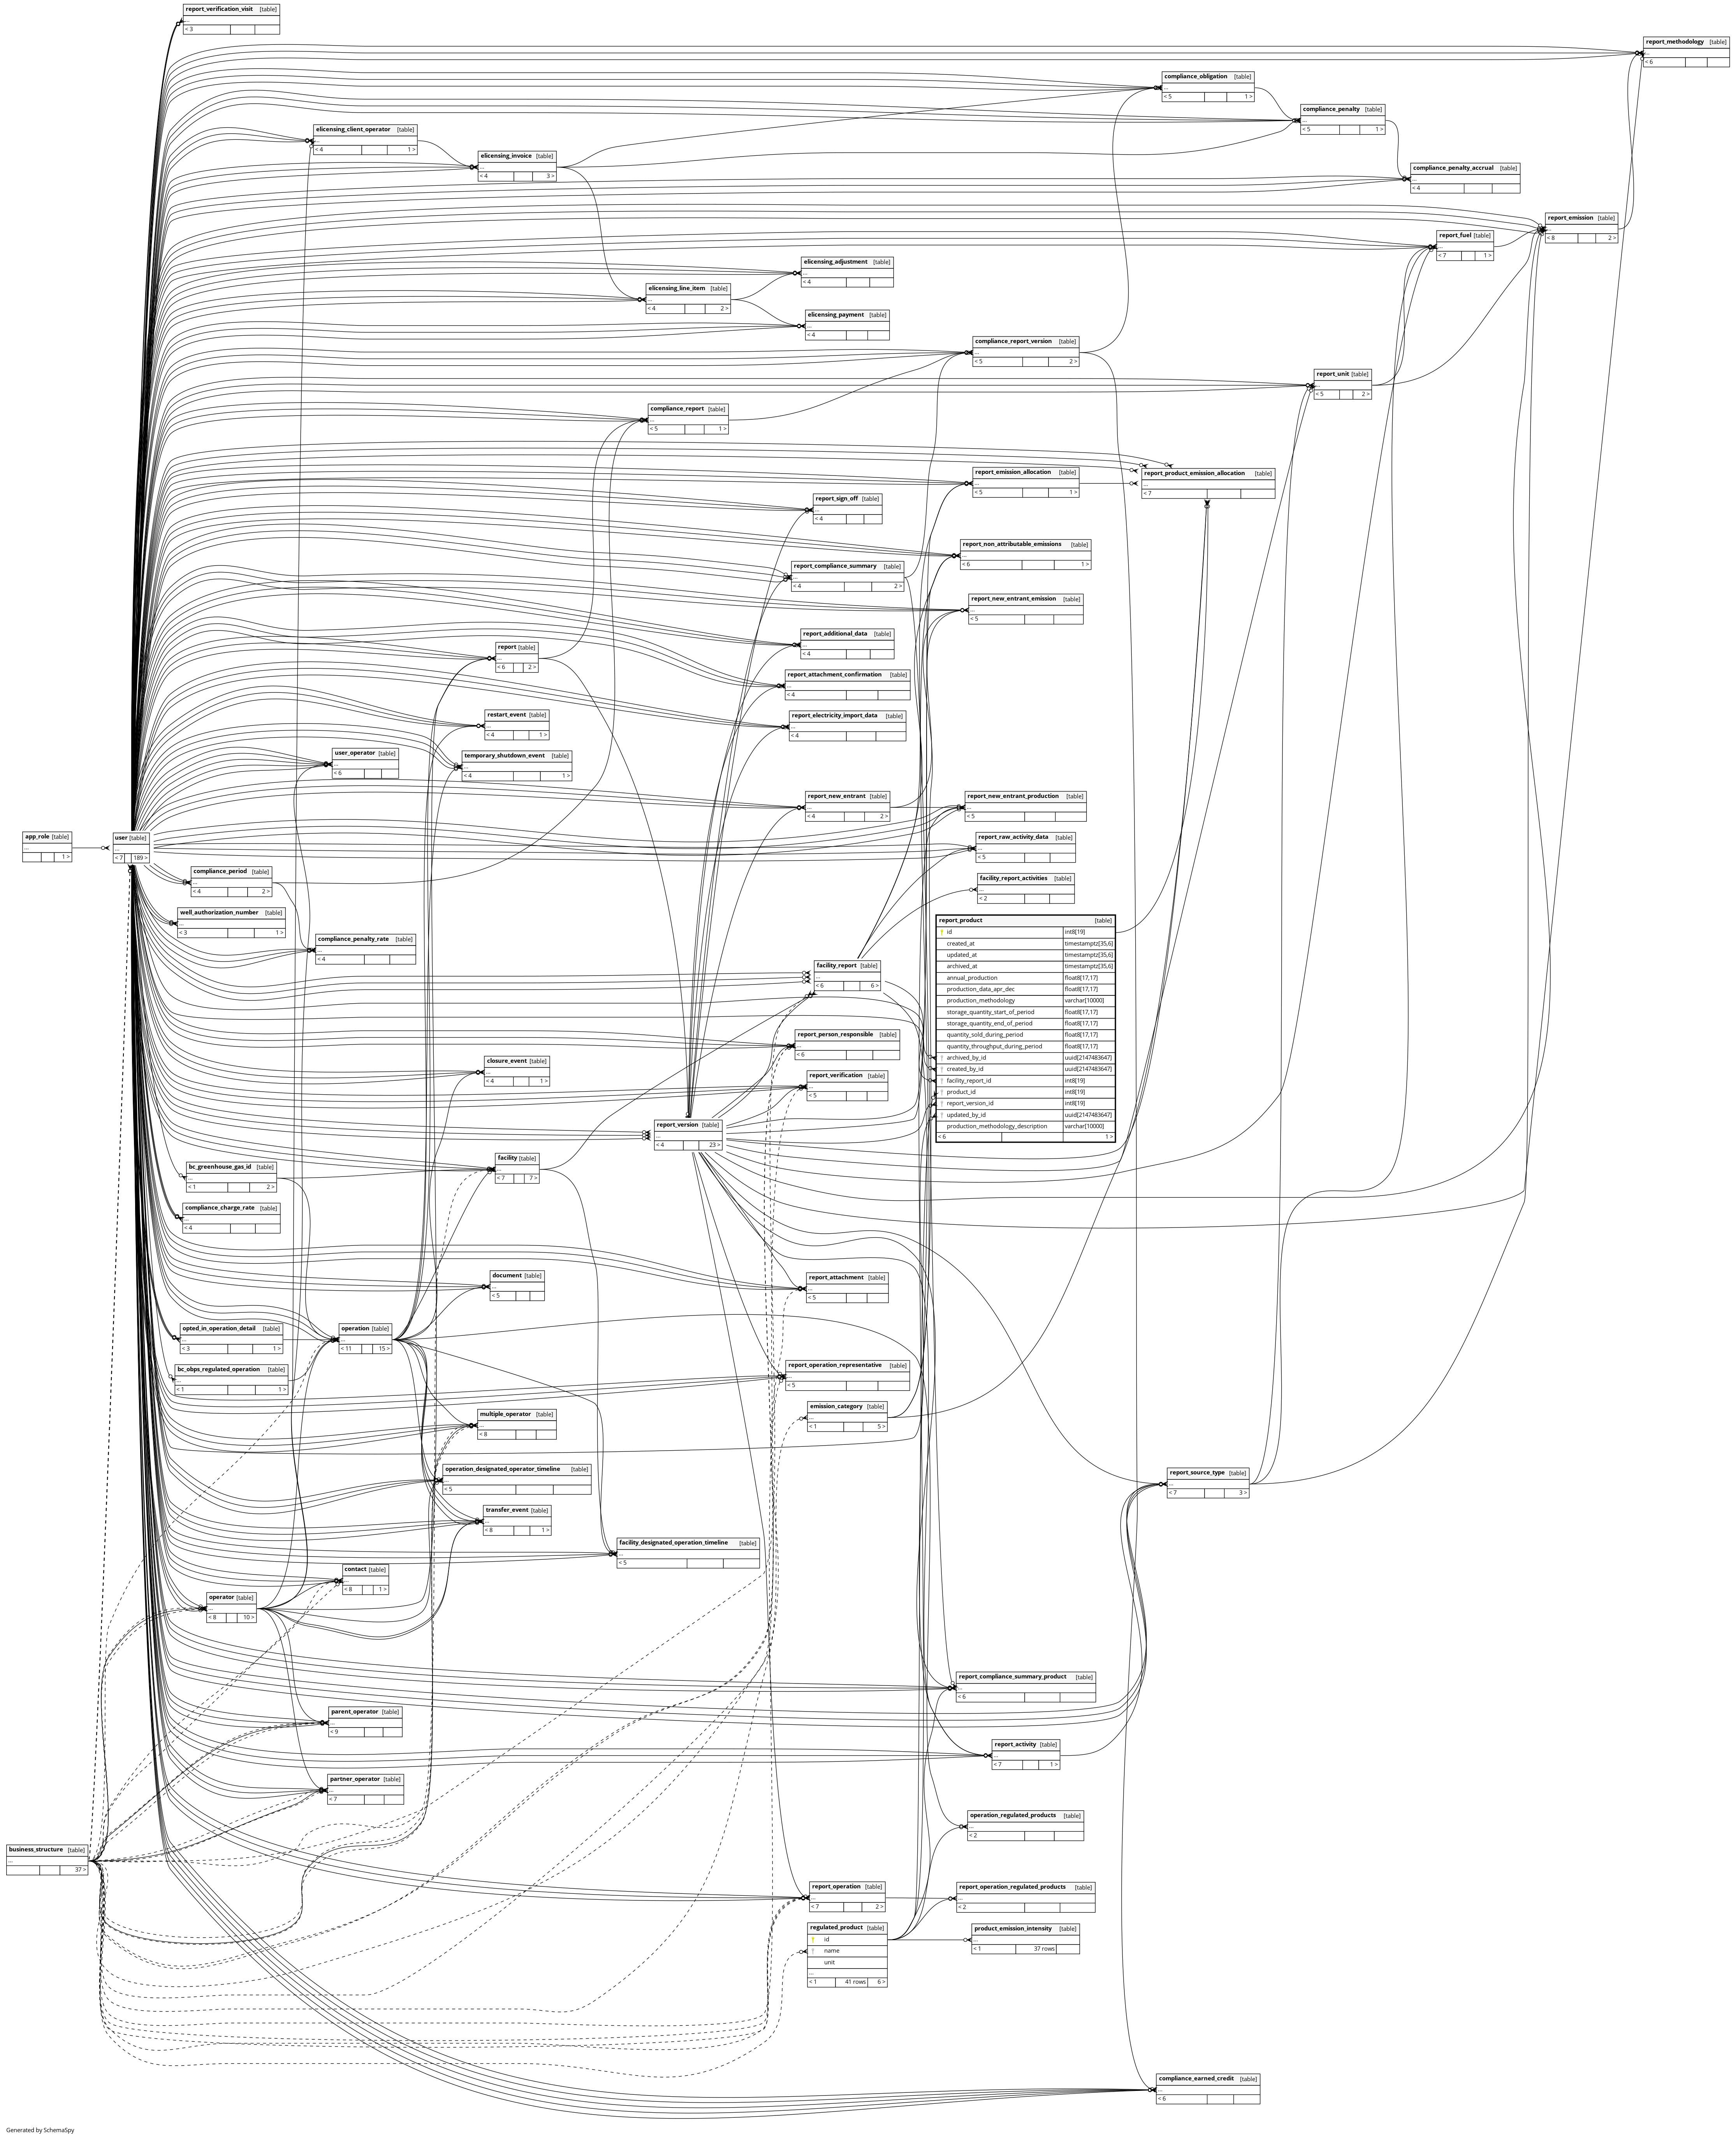 report_verification_visit [table]
...
< 3
report_methodology [table]
...
< 6
compliance_obligation [table]
...
< 5 1 >
compliance_penalty [table]
...
< 5 1 >
elicensing_client_operator [table]
...
< 4 1 >
elicensing_invoice [table]
...
< 4 3 >
compliance_penalty_accrual [table]
...
< 4
report_emission [table]
...
< 8 2 >
report_fuel [table]
...
< 7 1 >
elicensing_adjustment [table]
...
< 4
elicensing_line_item [table]
...
< 4 2 >
elicensing_payment [table]
...
< 4
compliance_report_version [table]
...
< 5 2 >
report_unit [table]
...
< 5 2 >
compliance_report [table]
...
< 5 1 >
report_emission_allocation [table]
...
< 5 1 >
report_product_emission_allocation [table]
...
< 7
report_sign_off [table]
...
< 4
report_non_attributable_emissions [table]
...
< 6 1 >
report_compliance_summary [table]
...
< 4 2 >
report_new_entrant_emission [table]
...
< 5
report_additional_data [table]
...
< 4
report [table]
...
< 6 2 >
report_attachment_confirmation [table]
...
< 4
restart_event [table]
...
< 4 1 >
report_electricity_import_data [table]
...
< 4
user_operator [table]
...
< 6
temporary_shutdown_event [table]
...
< 4 1 >
report_new_entrant [table]
...
< 4 2 >
report_new_entrant_production [table]
...
< 5
app_role [table]
...
1 >
user [table]
...
< 7 189 >
report_raw_activity_data [table]
...
< 5
compliance_period [table]
...
< 4 2 >
facility_report_activities [table]
...
< 2
well_authorization_number [table]
...
< 3 1 >
compliance_penalty_rate [table]
...
< 4
report_product [table]
id int8[19]
created_at timestamptz[35,6]
updated_at timestamptz[35,6]
archived_at timestamptz[35,6]
annual_production float8[17,17]
production_data_apr_dec float8[17,17]
production_methodology varchar[10000]
storage_quantity_start_of_period float8[17,17]
storage_quantity_end_of_period float8[17,17]
quantity_sold_during_period float8[17,17]
quantity_throughput_during_period float8[17,17]
archived_by_id uuid[2147483647]
created_by_id uuid[2147483647]
facility_report_id int8[19]
product_id int8[19]
report_version_id int8[19]
updated_by_id uuid[2147483647]
production_methodology_description varchar[10000]
< 6 1 >
facility_report [table]
...
< 6 6 >
report_person_responsible [table]
...
< 6
closure_event [table]
...
< 4 1 >
report_verification [table]
...
< 5
report_version [table]
...
< 4 23 >
facility [table]
...
< 7 7 >
bc_greenhouse_gas_id [table]
...
< 1 2 >
compliance_charge_rate [table]
...
< 4
document [table]
...
< 5
report_attachment [table]
...
< 5
opted_in_operation_detail [table]
...
< 3 1 >
operation [table]
...
< 11 15 >
bc_obps_regulated_operation [table]
...
< 1 1 >
report_operation_representative [table]
...
< 5
emission_category [table]
...
< 1 5 >
multiple_operator [table]
...
< 8
operation_designated_operator_timeline [table]
...
< 5
report_source_type [table]
...
< 7 3 >
transfer_event [table]
...
< 8 1 >
facility_designated_operation_timeline [table]
...
< 5
contact [table]
...
< 8 1 >
operator [table]
...
< 8 10 >
report_compliance_summary_product [table]
...
< 6
parent_operator [table]
...
< 9
report_activity [table]
...
< 7 1 >
partner_operator [table]
...
< 7
operation_regulated_products [table]
...
< 2
business_structure [table]
...
37 >
report_operation [table]
...
< 7 2 >
report_operation_regulated_products [table]
...
< 2
regulated_product [table]
id
name
unit
...
< 1 41 rows 6 >
product_emission_intensity [table]
...
< 1 37 rows
compliance_earned_credit [table]
...
< 6
Generated by SchemaSpy